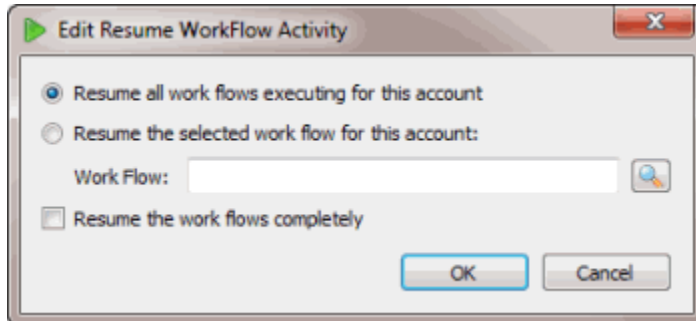 Edit Resume WorkFlow Activity
Resume all work flows executing for this account
Resume the selected work flow for this account:
Work Flow:
Resume the work flows completely
OK Cancel